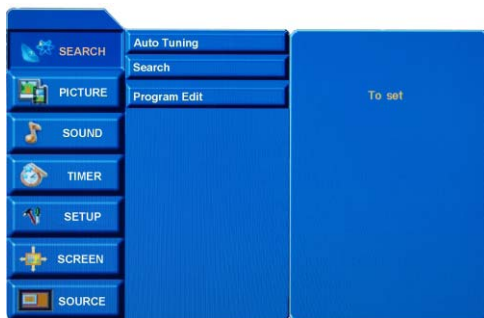 SEARCH
PICTURE
SOUND
TIMER
SETUP
SCREEN
SOURCE
Auto Tuning
Search
Program Edit
To set